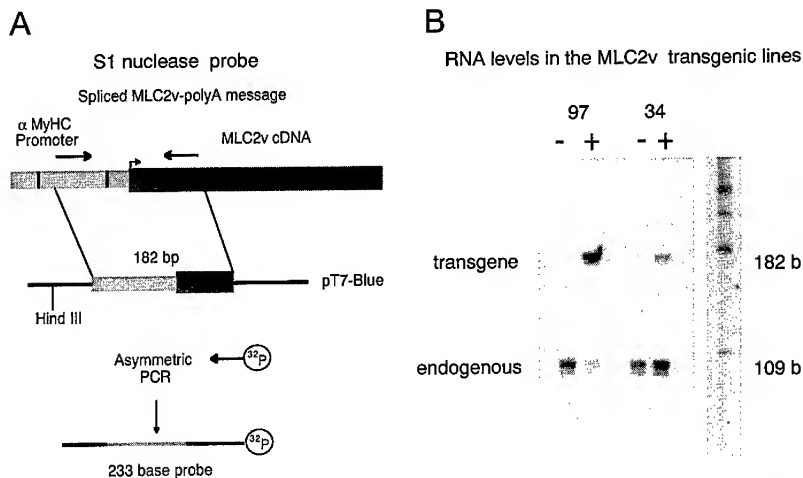 A
S1 nuclease probe
Spliced MLC2v-polyA message
α MyHC
Promoter
MLC2v cDNA
182 bp
pT7-Blue
Hind III
Asymmetric
PCR
32P
32P
233 base probe
B
RNA levels in the MLC2v transgenic lines
97 34
- + - +
transgene 182 b
endogenous 109 b